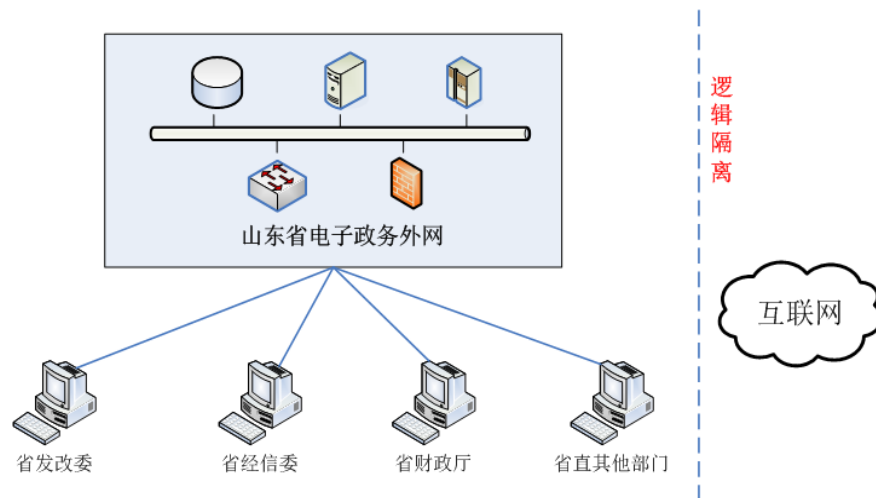 逻辑隔离
山东省电子政务外网
互联网
省发改委
省经信委
省财政厅
省直其他部门